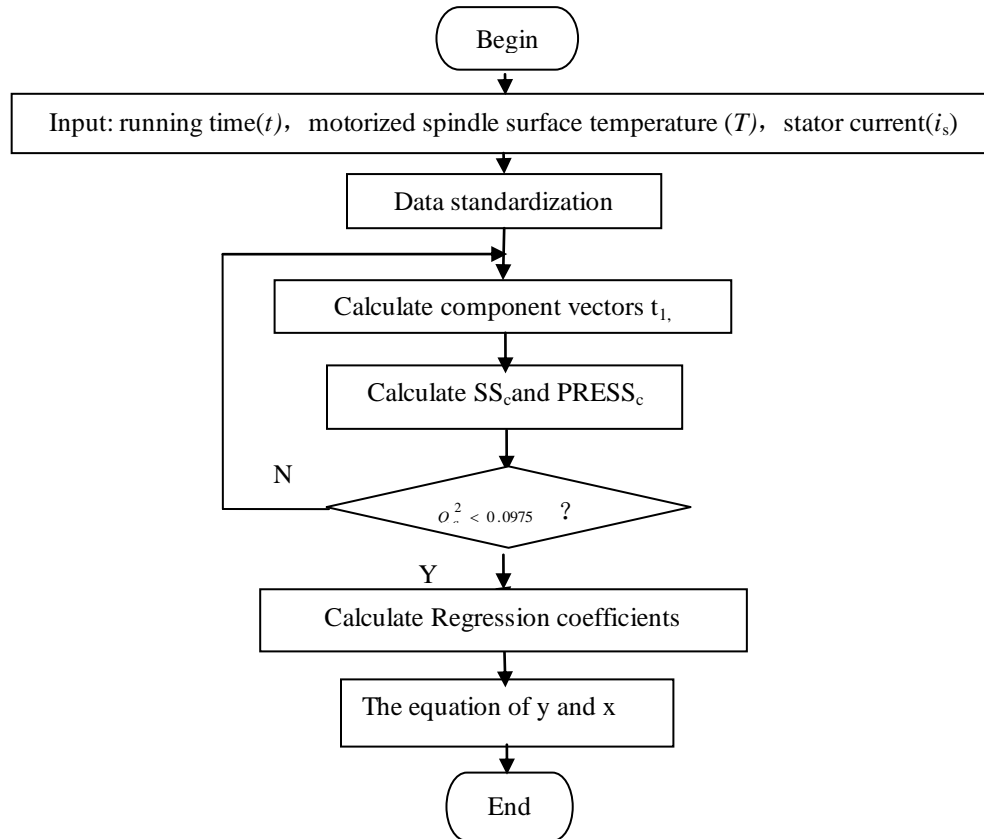 Begin
Input: running time(t)，motorized spindle surface temperature (T)，stator current(is)
Data standardization
Calculate component vectors t1,
Calculate SScand PRESSc
N
2 < 0.0975 ？
Y
Calculate Regression coefficients
The equation of y and x
End